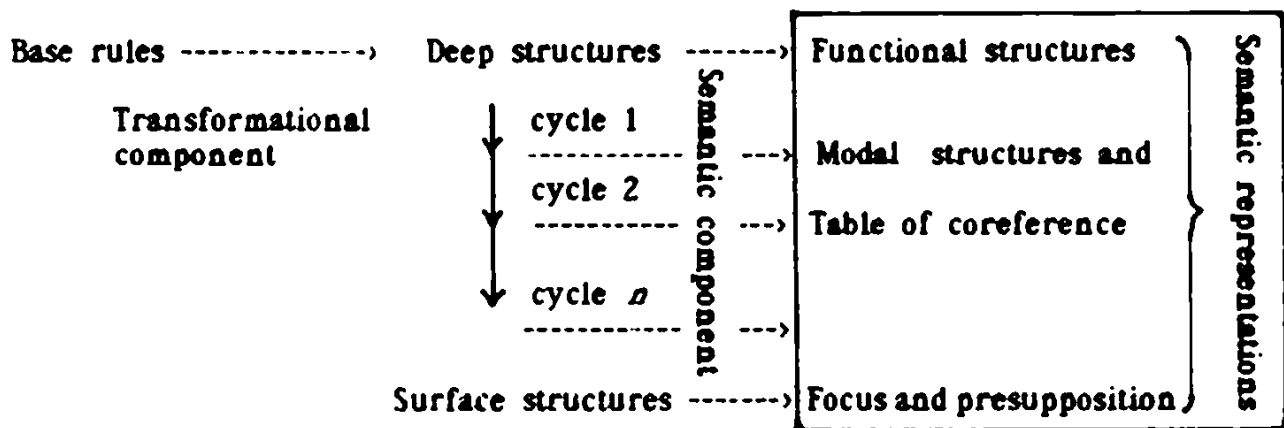 Base rules Deep structures Functional structures
Transformational cycle 1
component Modal structures and
cycle 2
Table of coreference
cycle n
Surface structures Focus and presupposition
Semantic component
Semantic representations